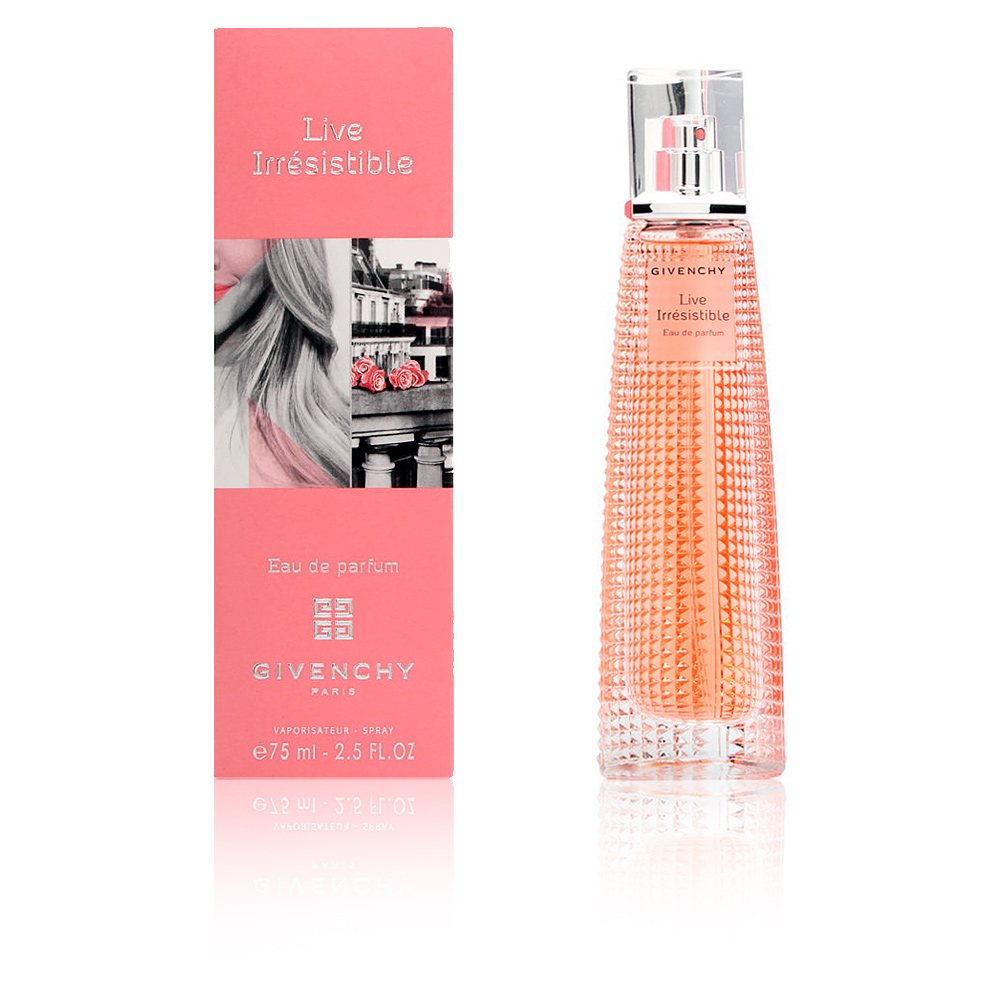 Live
Irrésistible
Eau de parfum
GIVENCHY
PARIS
VAPORISATEUR - SPRAY
℮75 ml - 2.5 FL.OZ
GIVENCHY
Live
Irrésistible
Eau de parfum